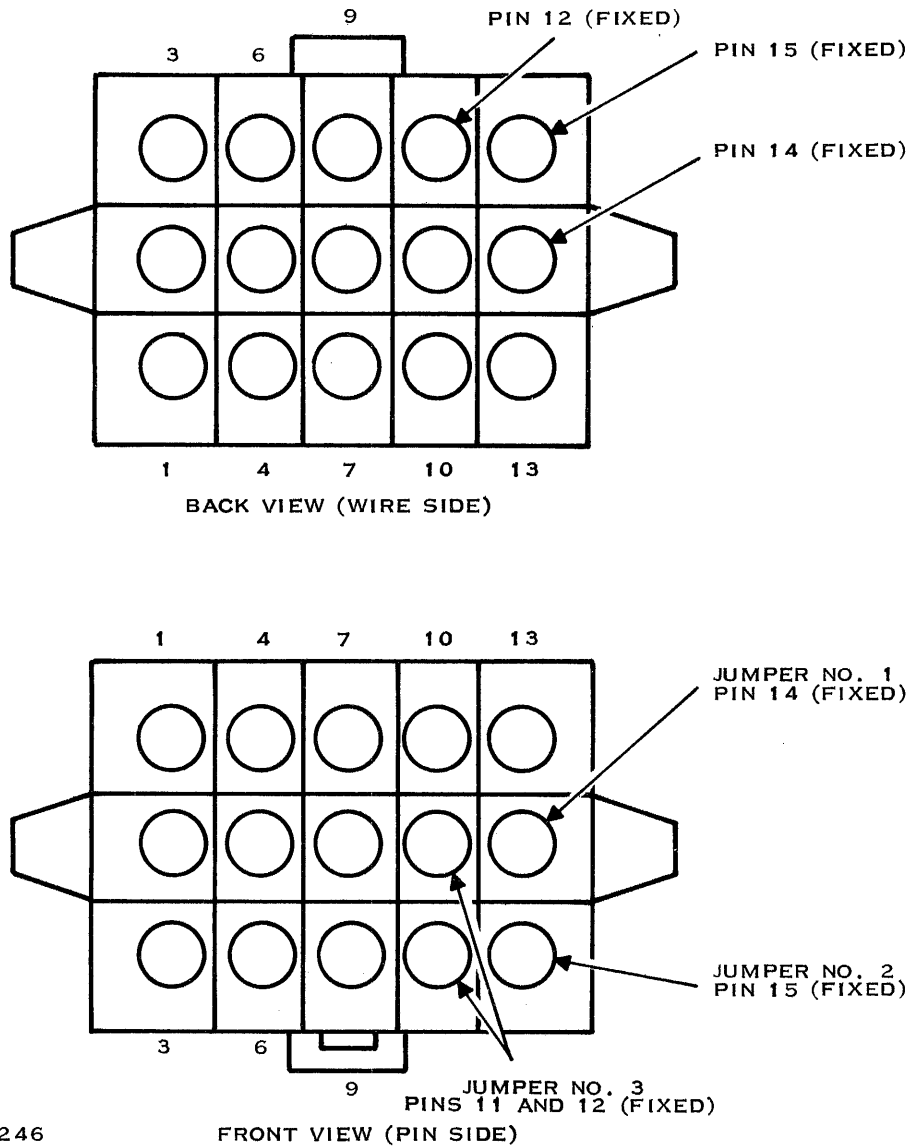 9
PIN 12 (FIXED)
3 6
PIN 15 (FIXED)
PIN 14 (FIXED)
1 4 7 10 13
BACK VIEW (WIRE SIDE)
1 4 7 10 13
JUMPER NO. 1
PIN 14 (FIXED)
JUMPER NO. 2
PIN 15 (FIXED)
3 6
9
JUMPER NO. 3
PINS 11 AND 12 (FIXED)
246
FRONT VIEW (PIN SIDE)